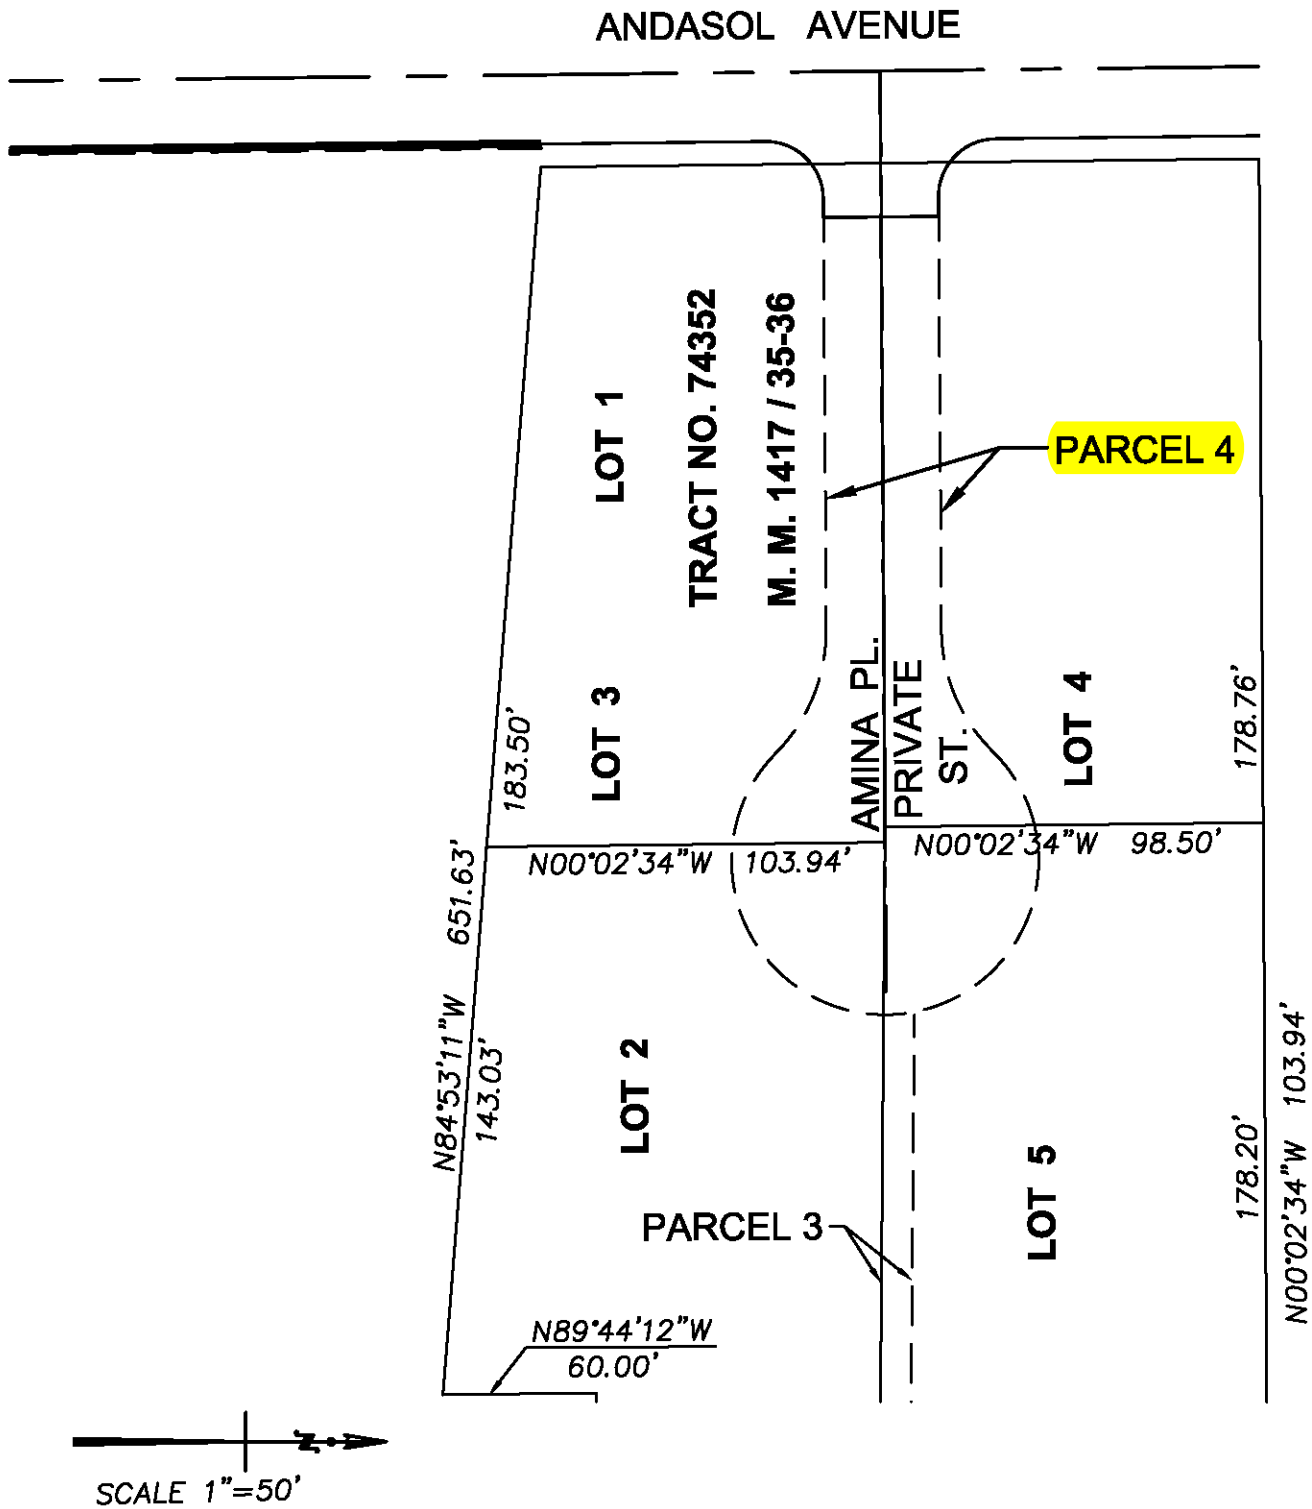 ANDASOL AVENUE
LOT 1
TRACT NO. 74352
M. M. 1417 / 35-36
PARCEL 4
LOT 3
183.50'
AMINA PL.
PRIVATE
ST.
LOT 4
178.76'
N00°02'34"W 103.94'
N00°02'34"W 98.50'
N84°53'11"W 651.63'
143.03'
LOT 2
LOT 5
178.20'
N00°02'34"W 103.94'
PARCEL 3
N89°44'12"W
60.00'
N.
SCALE 1"=50'